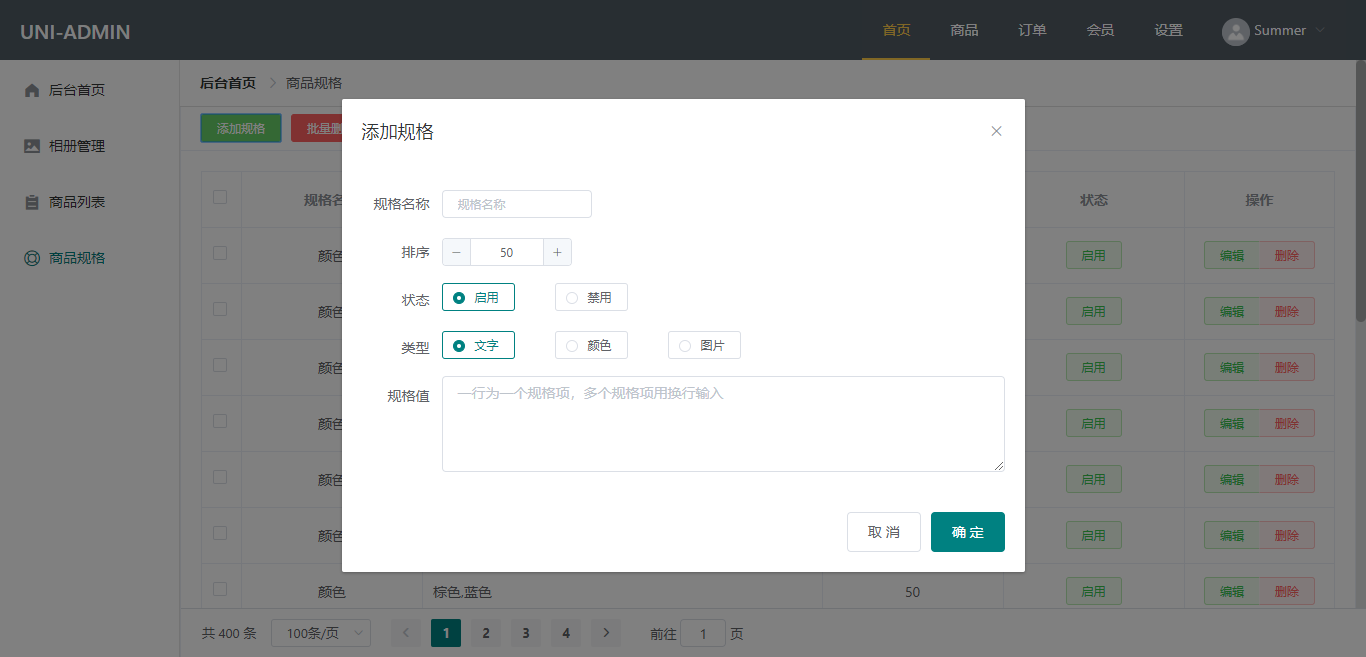 UNI-ADMIN
首页 商品 订单 会员 设置 Summer
后台首页
相册管理
商品列表
商品规格
后台首页 > 商品规格
添加规格 批量删
规格名 状态 操作
颜色 启用 编辑 删除
颜色 启用 编辑 删除
颜色 启用 编辑 删除
颜色 启用 编辑 删除
颜色 启用 编辑 删除
颜色 启用 编辑 删除
颜色 棕色,蓝色 50 启用 编辑 删除
添加规格
规格名称 规格名称
排序 − 50 +
状态 启用 禁用
类型 文字 颜色 图片
规格值 一行为一个规格项，多个规格项用换行输入
取 消 确 定
共 400 条 100条/页 < 1 2 3 4 > 前往 1 页